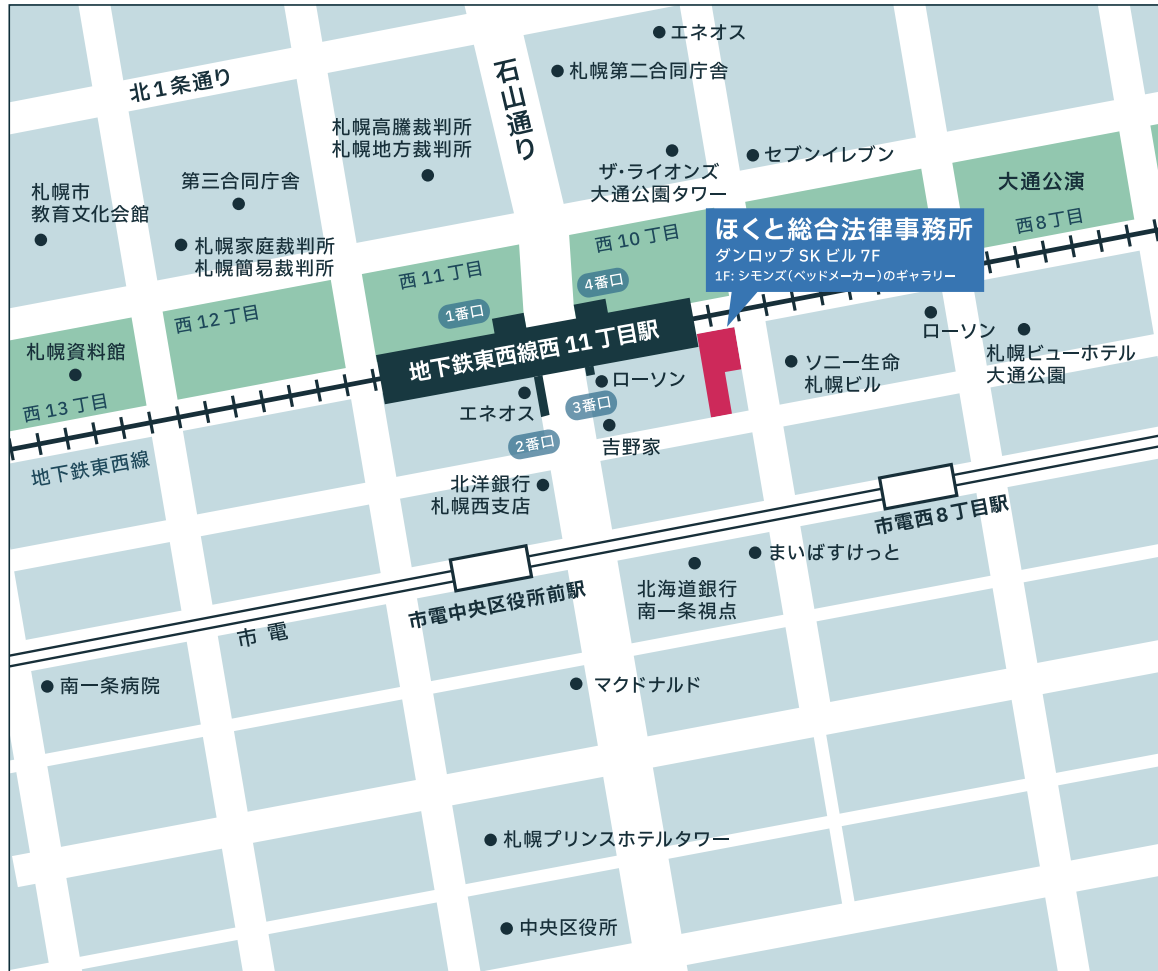 エネオス
札幌第二合同庁舎
石山通り
北1条通り
札幌高騰裁判所
札幌地方裁判所
ザ・ライオンズ
大通公園タワー
セブンイレブン
大通公演
西8丁目
札幌市
教育文化会館
第三合同庁舎
札幌家庭裁判所
札幌簡易裁判所
西10丁目
ほくと総合法律事務所
ダンロップ SK ビル 7F
1F: シモンズ(ベッドメーカー)のギャラリー
西11丁目
4番口
1番口
西12丁目
地下鉄東西線西11丁目駅
札幌資料館
西13丁目
地下鉄東西線
ローソン
札幌ビューホテル
大通公園
ソニー生命
札幌ビル
ローソン
エネオス
3番口
2番口
吉野家
北洋銀行
札幌西支店
市電西8丁目駅
市電中央区役所前駅
まいばすけっと
北海道銀行
南一条視点
市電
南一条病院
マクドナルド
札幌プリンスホテルタワー
中央区役所